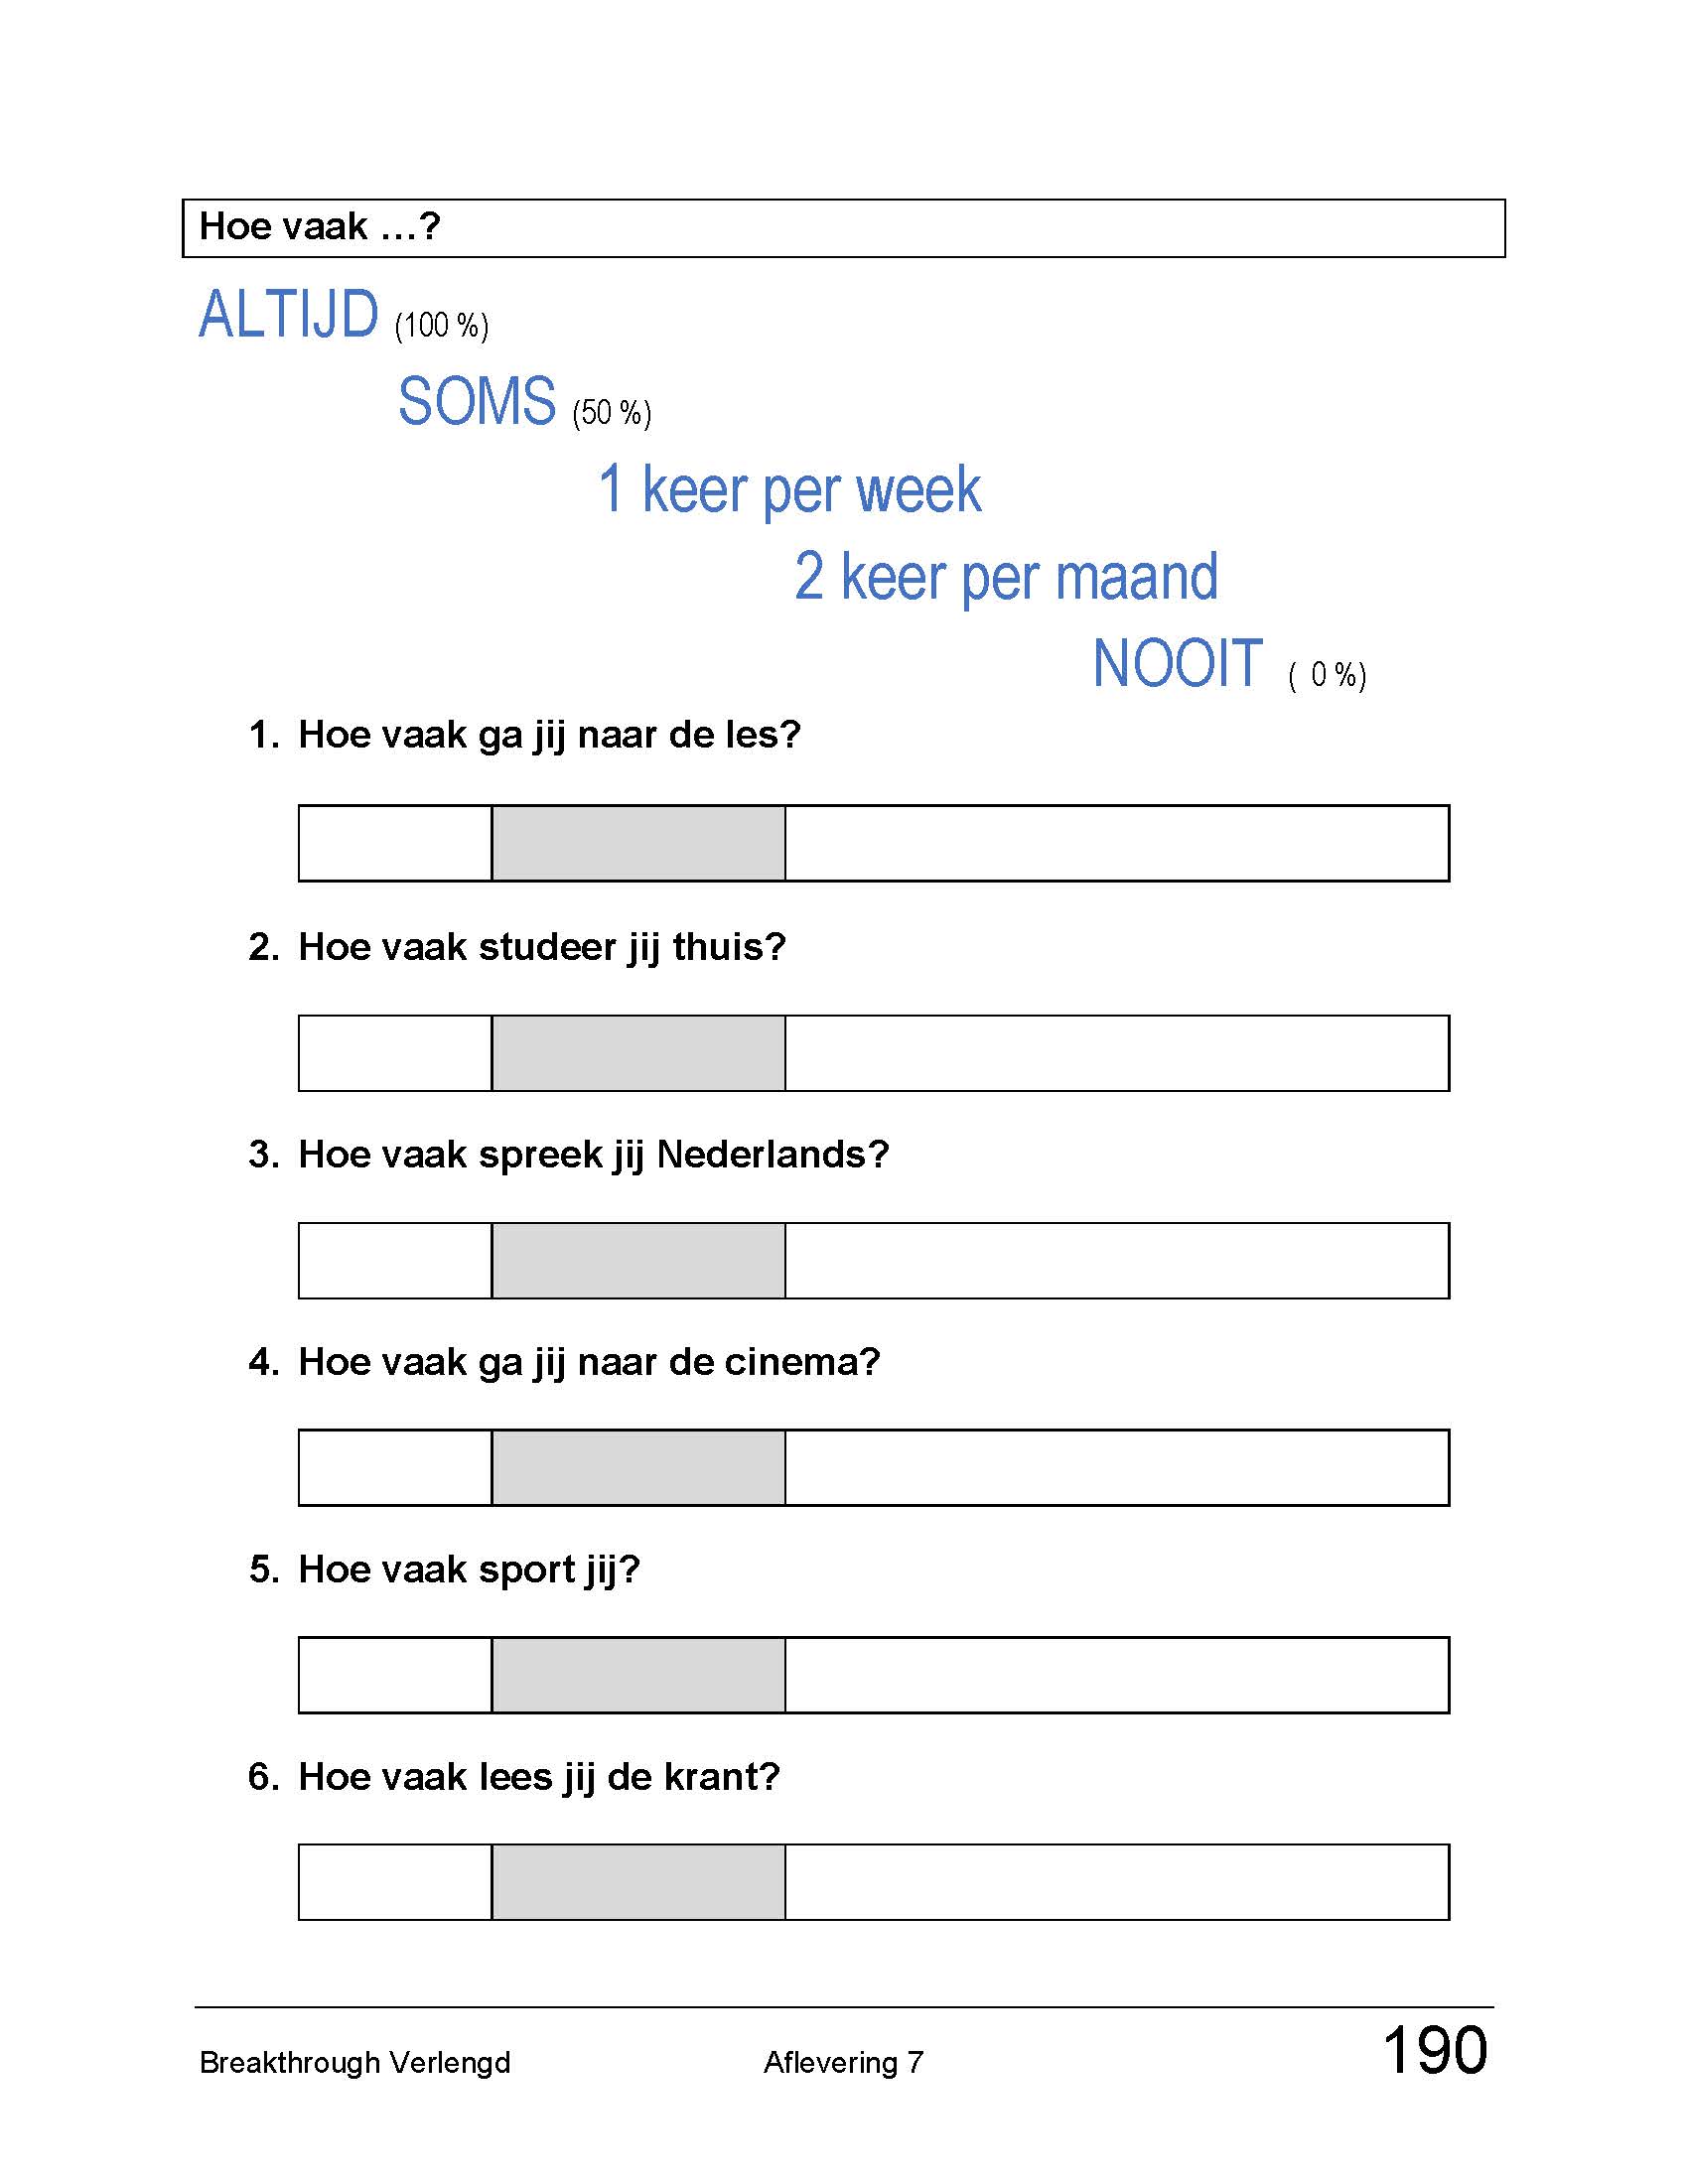 Hoe vaak …?
ALTIJD (100 %)
SOMS (50 %)
1 keer per week
2 keer per maand
NOOIT ( 0 %)
1. Hoe vaak ga jij naar de les?
2. Hoe vaak studeer jij thuis?
3. Hoe vaak spreek jij Nederlands?
4. Hoe vaak ga jij naar de cinema?
5. Hoe vaak sport jij?
6. Hoe vaak lees jij de krant?
Breakthrough Verlengd Aflevering 7 190